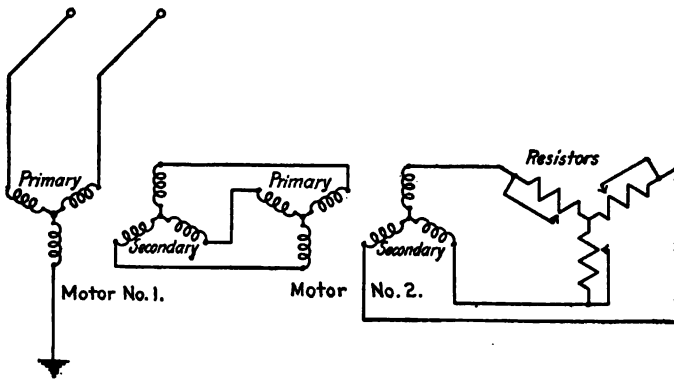 Primary
Secondary
Primary
Secondary
Resistors
Motor No.1.
Motor No.2.